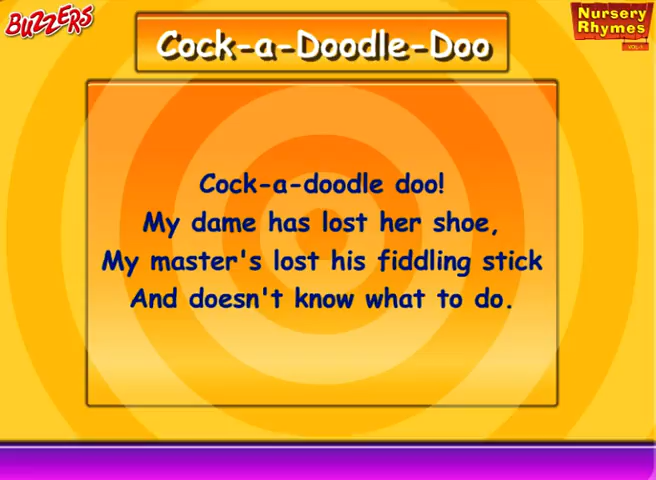 BUZZERS
Nursery
Rhymes
VOL-1
Cock-a-Doodle-Doo
Cock-a-doodle doo!
My dame has lost her shoe,
My master's lost his fiddling stick
And doesn't know what to do.